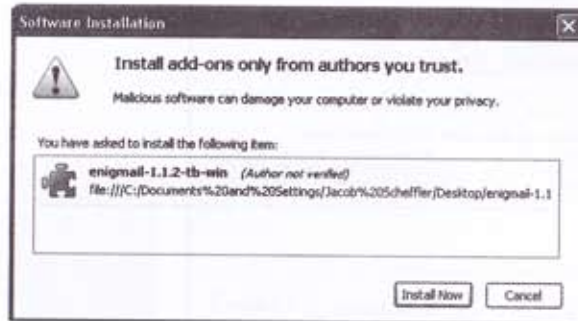 Software Installation
Install add-ons only from authors you trust.
Malicious software can damage your computer or violate your privacy.
You have asked to install the following item:
enigmail-1.1.2-tb-win (Author not verified)
file:///C:/Documents%20and%20Settings/Jacob%20Scheffler/Desktop/enigmail-1.1
Install Now
Cancel